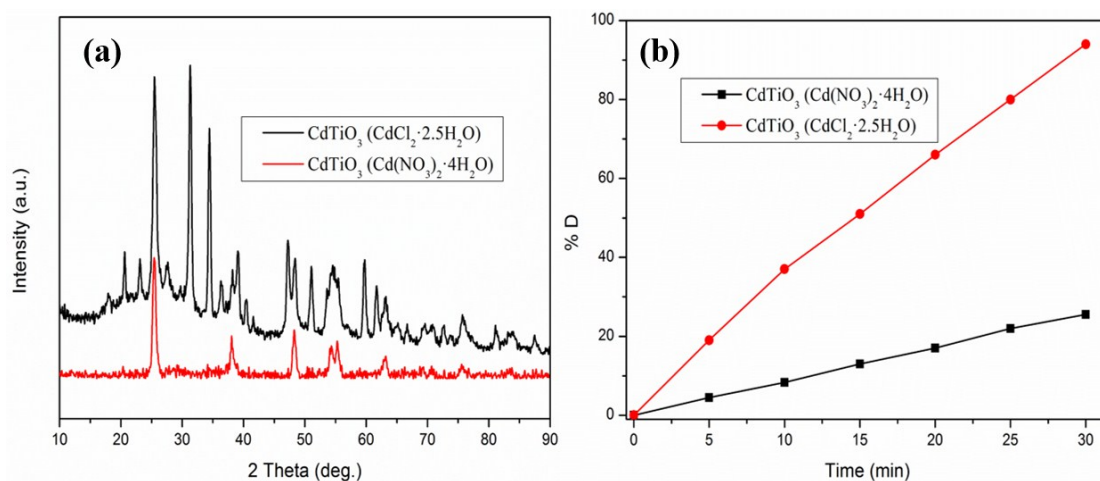 (a)
CdTiO₃ (CdCl₂·2.5H₂O)
CdTiO₃ (Cd(NO₃)₂·4H₂O)
Intensity (a.u.)
10 20 30 40 50 60 70 80 90
2 Theta (deg.)
(b)
CdTiO₃ (Cd(NO₃)₂·4H₂O)
CdTiO₃ (CdCl₂·2.5H₂O)
% D
100
80
60
40
20
0
0 5 10 15 20 25 30
Time (min)